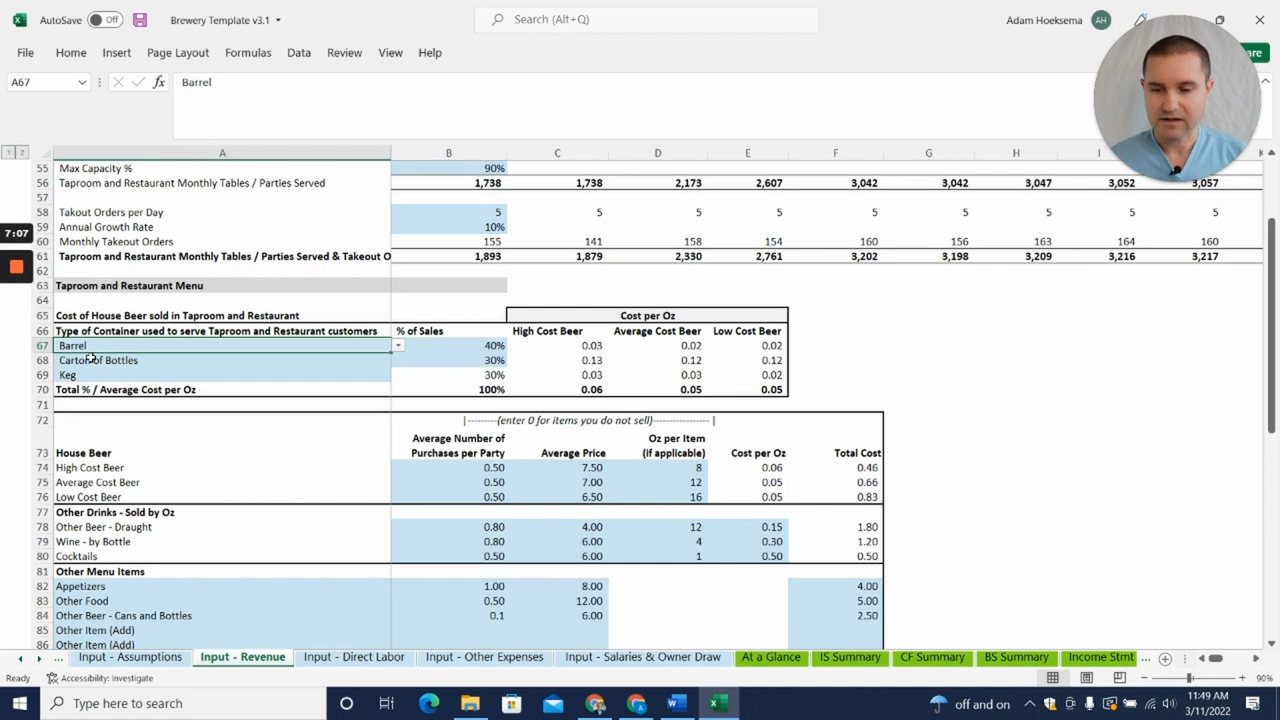 AutoSave Off Brewery Template v3.1 Search (Alt+Q) Adam Hoeksema AH
File Home Insert Page Layout Formulas Data Review View Help
A67 fx Barrel
1 2 A B C D E F G H I
55 Max Capacity % 90%
56 Taproom and Restaurant Monthly Tables / Parties Served 1,738 1,738 2,173 2,607 3,042 3,042 3,047 3,052 3,057
57
58 Takout Orders per Day 5 5 5 5 5 5 5 5 5
7:07
59 Annual Growth Rate 10%
60 Monthly Takeout Orders 155 141 158 154 160 156 163 164 160
61 Taproom and Restaurant Monthly Tables / Parties Served & Takeout O 1,893 1,879 2,330 2,761 3,202 3,198 3,209 3,216 3,217
62
63 Taproom and Restaurant Menu
64
65 Cost of House Beer sold in Taproom and Restaurant Cost per Oz
66 Type of Container used to serve Taproom and Restaurant customers % of Sales High Cost Beer Average Cost Beer Low Cost Beer
67 Barrel 40% 0.03 0.02 0.02
68 Carton of Bottles 30% 0.13 0.12 0.12
69 Keg 30% 0.03 0.03 0.02
70 Total % / Average Cost per Oz 100% 0.06 0.05 0.05
71
72 |---------(enter 0 for items you do not sell)---------------- |
Average Number of Oz per Item
73 House Beer Purchases per Party Average Price (if applicable) Cost per Oz Total Cost
74 High Cost Beer 0.50 7.50 8 0.06 0.46
75 Average Cost Beer 0.50 7.00 12 0.05 0.66
76 Low Cost Beer 0.50 6.50 16 0.05 0.83
77 Other Drinks - Sold by Oz
78 Other Beer - Draught 0.80 4.00 12 0.15 1.80
79 Wine - by Bottle 0.80 6.00 4 0.30 1.20
80 Cocktails 0.50 6.00 1 0.50 0.50
81 Other Menu Items
82 Appetizers 1.00 8.00 4.00
83 Other Food 0.50 12.00 5.00
84 Other Beer - Cans and Bottles 0.1 6.00 2.50
85 Other Item (Add)
86 Other Item (Add)
... Input - Assumptions Input - Revenue Input - Direct Labor Input - Other Expenses Input - Salaries & Owner Draw At a Glance IS Summary CF Summary BS Summary Income Stmt ...
Ready Accessibility: Investigate 90%
Type here to search off and on 11:49 AM
3/11/2022